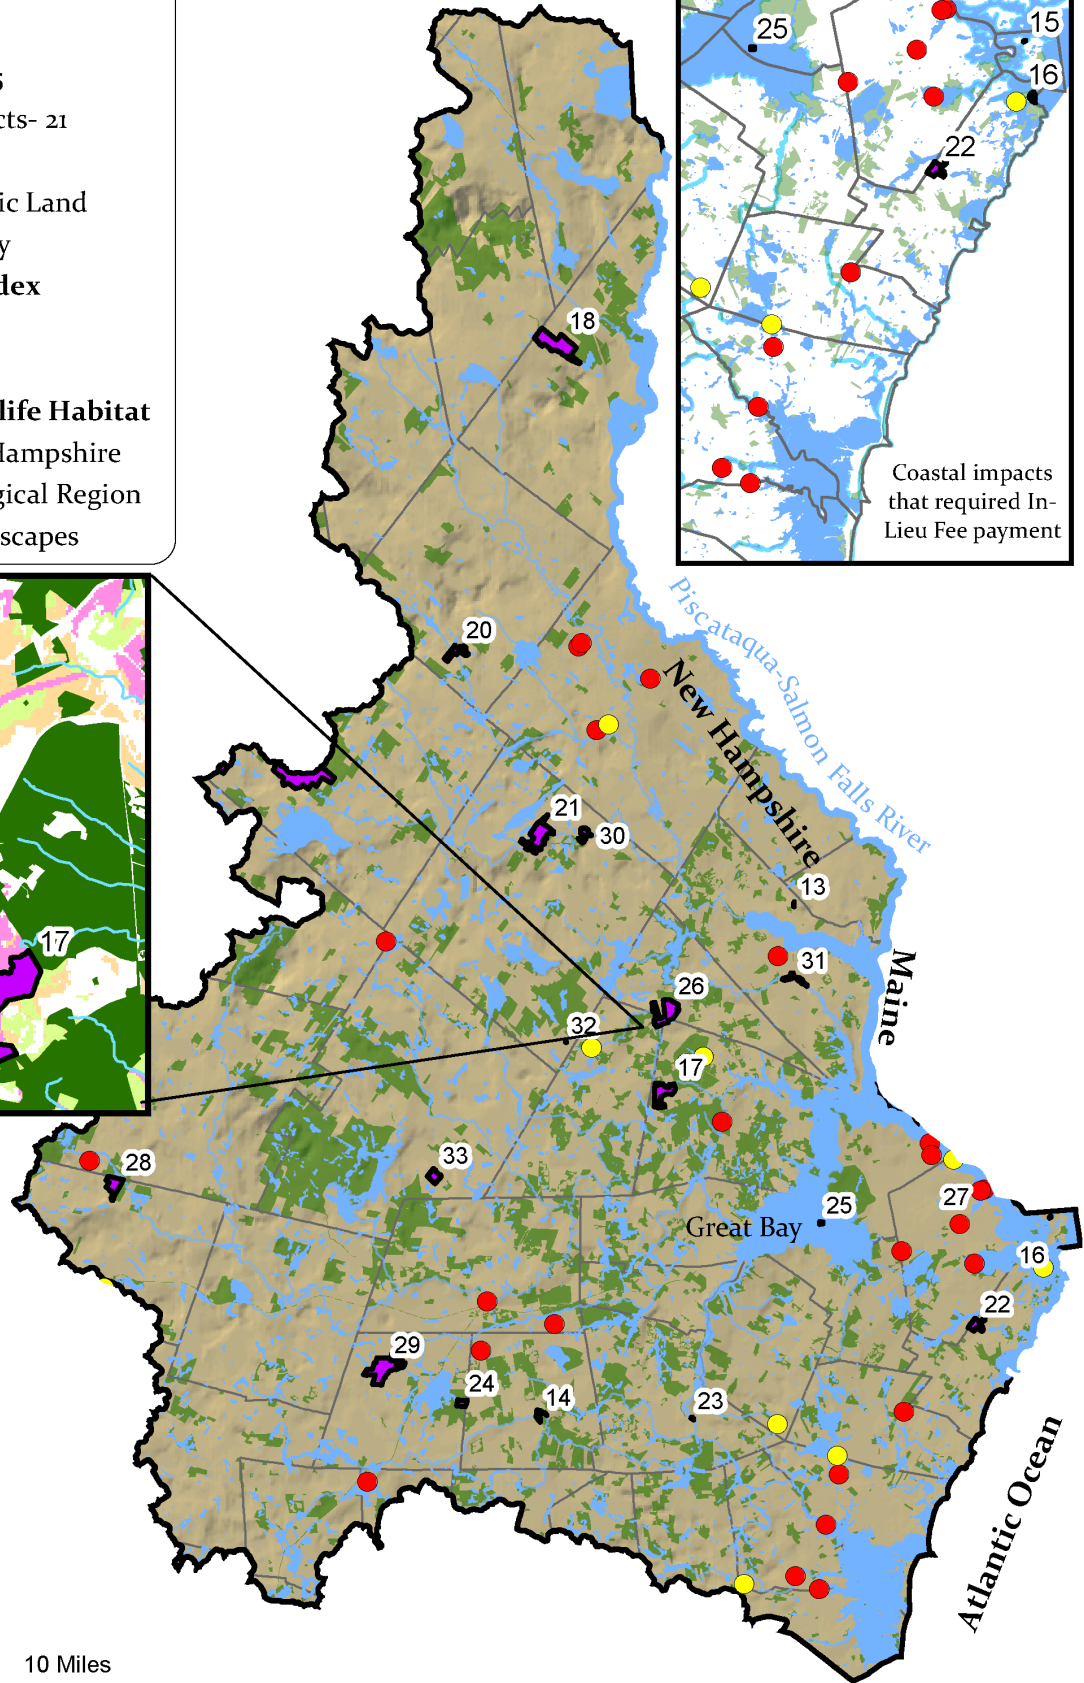 s
cts- 21
ic Land
y
dex
life Habitat
Hampshire
gical Region
scapes
25
15
16
22
Coastal impacts
that required In-
Lieu Fee payment
18
20
Piscataqua-Salmon Falls River
New Hampshire
21
30
13
17
31
Maine
26
32
17
28
33
25
27
Great Bay
16
22
29
24
14
23
Atlantic Ocean
10 Miles